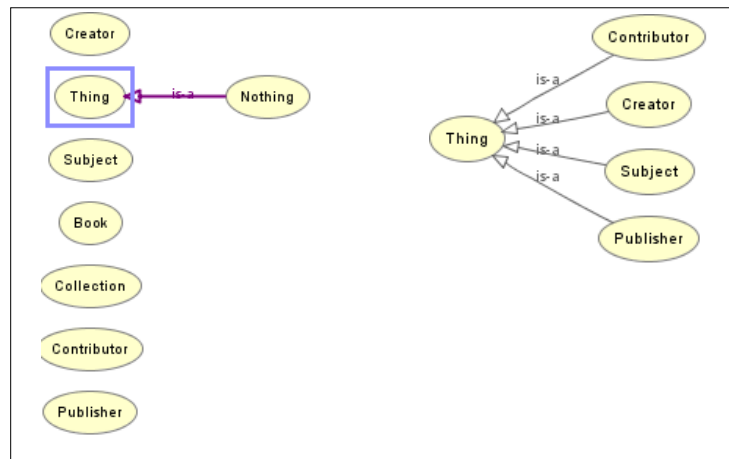 Creator
Thing
is-a
Nothing
Subject
Book
Collection
Contributor
Publisher
Contributor
is-a
Creator
is-a
Thing
is-a
Subject
is-a
Publisher